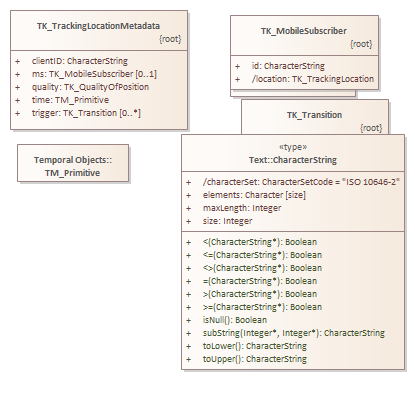 TK_TrackingLocationMetadata
{root}
+ clientID: CharacterString
+ ms: TK_MobileSubscriber [0..1]
+ quality: TK_QualityOfPosition
+ time: TM_Primitive
+ trigger: TK_Transition [0..*]
TK_MobileSubscriber
{root}
+ id: CharacterString
+ /location: TK_TrackingLocation
TK_Transition
{root}
Temporal Objects::
TM_Primitive
«type»
Text::CharacterString
+ /characterSet: CharacterSetCode = "ISO 10646-2"
+ elements: Character [size]
+ maxLength: Integer
+ size: Integer
+ <(CharacterString*): Boolean
+ <=(CharacterString*): Boolean
+ <>(CharacterString*): Boolean
+ =(CharacterString*): Boolean
+ >(CharacterString*): Boolean
+ >=(CharacterString*): Boolean
+ isNull(): Boolean
+ subString(Integer*, Integer*): CharacterString
+ toLower(): CharacterString
+ toUpper(): CharacterString